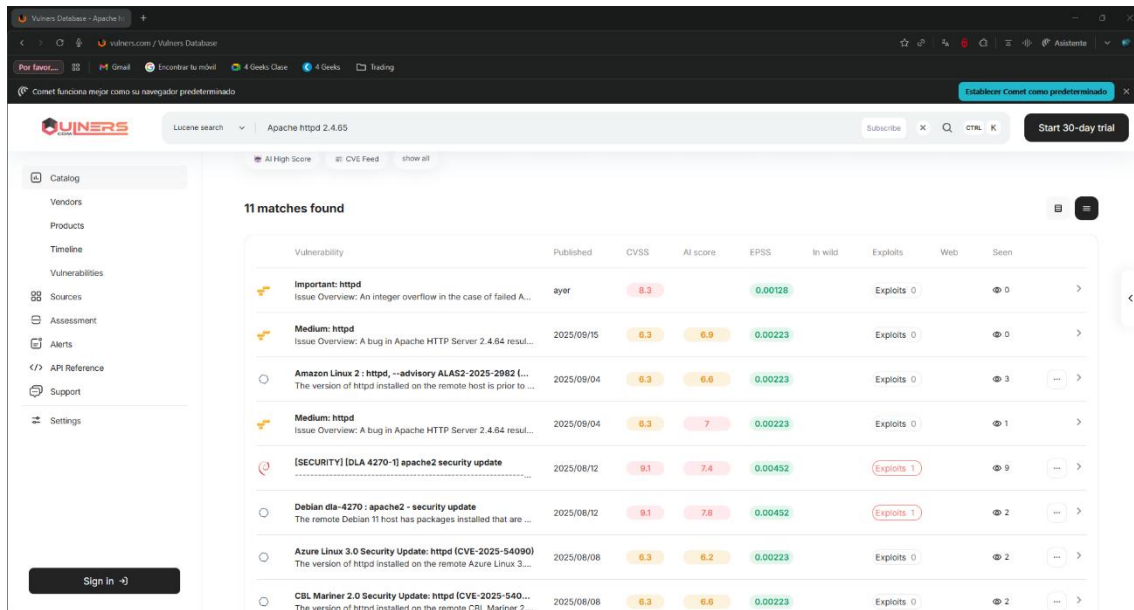 Vulners Database - Apache H
vulners.com / Vulners Database
Asistente
Por favor,...
Gmail
Encontrar tu móvil
4 Geeks Clase
4 Geeks
Trading
Comet funciona mejor como su navegador predeterminado
Establecer Comet como predeterminado
VULNERS
.COM
Lucene search
Apache httpd 2.4.65
Subscribe
CTRL K
Start 30-day trial
AI High Score
CVE Feed
show all
Catalog
Vendors
Products
Timeline
Vulnerabilities
Sources
Assessment
Alerts
API Reference
Support
Settings
Sign in
11 matches found
Vulnerability Published CVSS AI score EPSS In wild Exploits Web Seen
Important: httpd
Issue Overview: An integer overflow in the case of failed A...
ayer 8.3 0.00128 Exploits 0 0
Medium: httpd
Issue Overview: A bug in Apache HTTP Server 2.4.64 resul...
2025/09/15 6.3 6.9 0.00223 Exploits 0 0
Amazon Linux 2 : httpd, --advisory ALAS2-2025-2982 (...
The version of httpd installed on the remote host is prior to ...
2025/09/04 6.3 6.6 0.00223 Exploits 0 3
Medium: httpd
Issue Overview: A bug in Apache HTTP Server 2.4.64 resul...
2025/09/04 6.3 7 0.00223 Exploits 0 1
[SECURITY] [DLA 4270-1] apache2 security update
2025/08/12 9.1 7.4 0.00452 Exploits 1 9
Debian dla-4270 : apache2 - security update
The remote Debian 11 host has packages installed that are ...
2025/08/12 9.1 7.8 0.00452 Exploits 1 2
Azure Linux 3.0 Security Update: httpd (CVE-2025-54090)
The version of httpd installed on the remote Azure Linux 3....
2025/08/08 6.3 6.2 0.00223 Exploits 0 2
CBL Mariner 2.0 Security Update: httpd (CVE-2025-540...
The version of httpd installed on the remote CBL Mariner 2....
2025/08/08 6.3 6.6 0.00223 Exploits 0 2